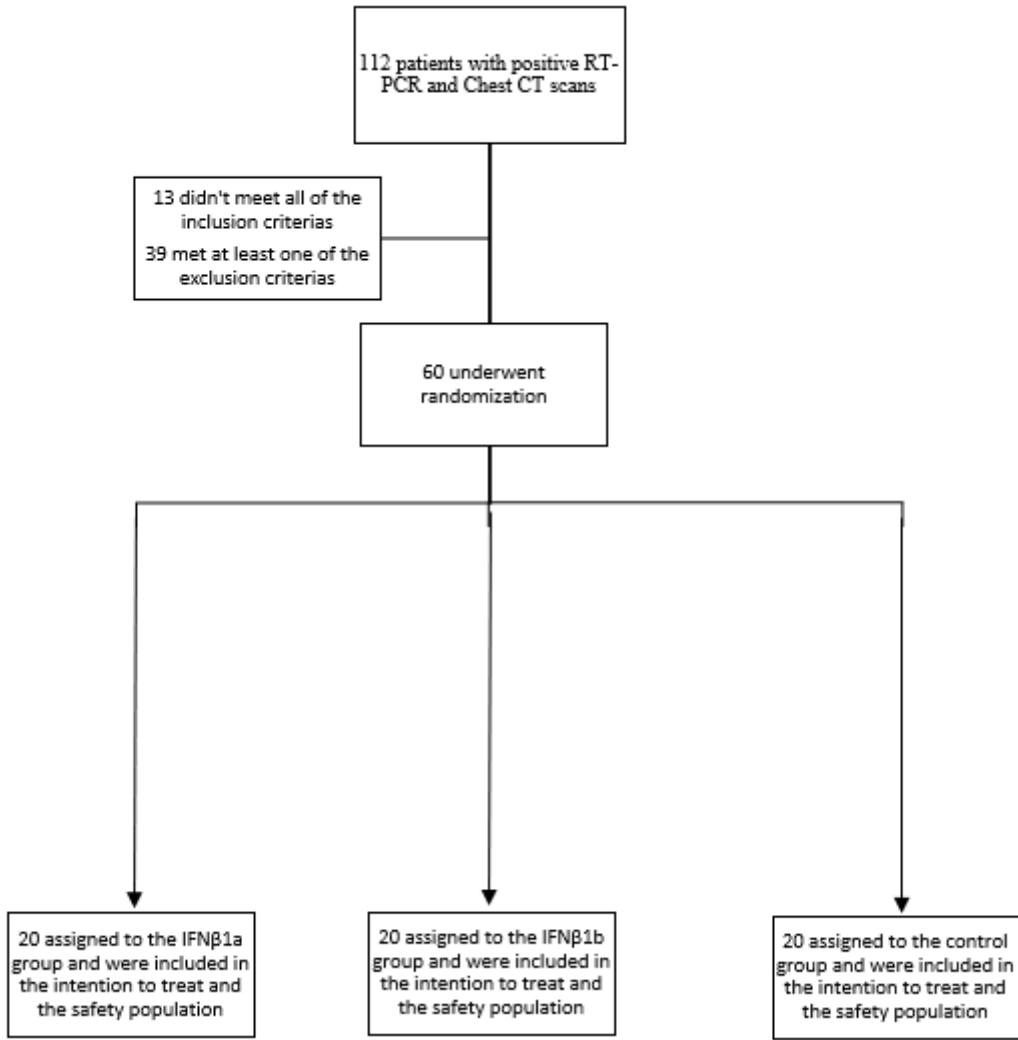 112 patients with positive RT-
PCR and Chest CT scans
13 didn't meet all of the
inclusion criterias
39 met at least one of the
exclusion criterias
60 underwent
randomization
20 assigned to the IFNβ1a
group and were included in
the intention to treat and
the safety population
20 assigned to the IFNβ1b
group and were included in
the intention to treat and
the safety population
20 assigned to the control
group and were included in
the intention to treat and
the safety population